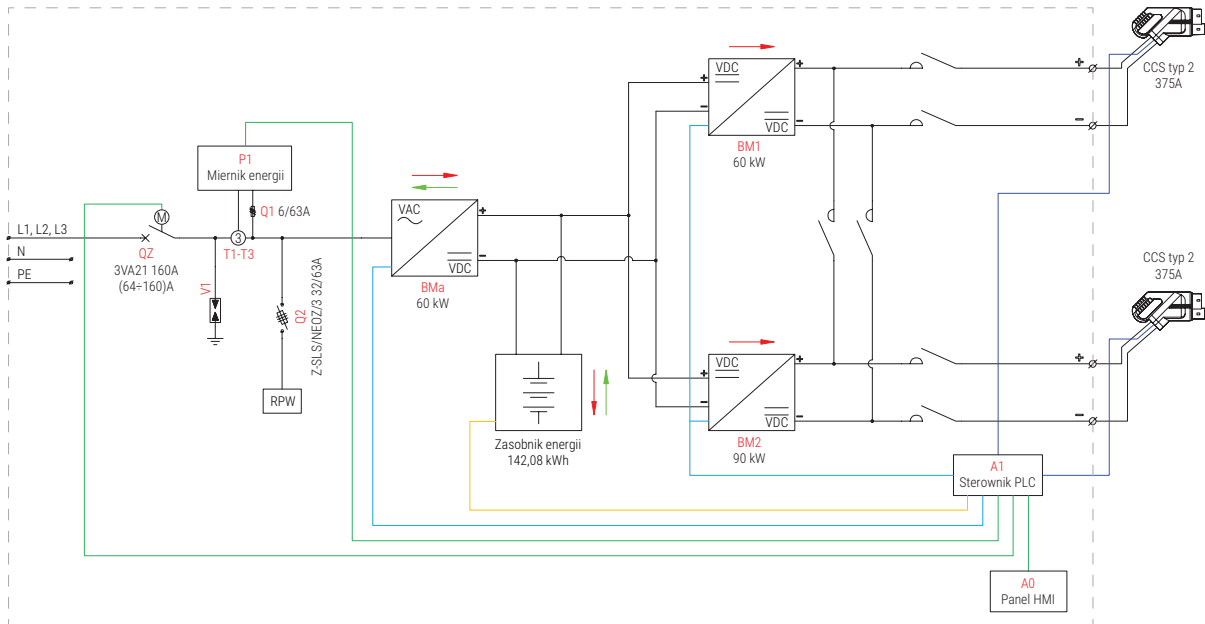 CCS typ 2
375A
VDC
+
+
+
-
-
-
VDC
BM1
60 kW
P1
Miernik energii
M
Q1 6/63A
VAC
+
-
VDC
BMa
60 kW
L1, L2, L3
N
PE
QZ
3VA21 160A
(64÷160)A
3
T1-T3
V1
Q2
Z-SLS/NEOZ/3 32/63A
RPW
CCS typ 2
375A
VDC
+
+
+
-
-
-
VDC
BM2
90 kW
Zasobnik energii
142,08 kWh
A1
Sterownik PLC
A0
Panel HMI